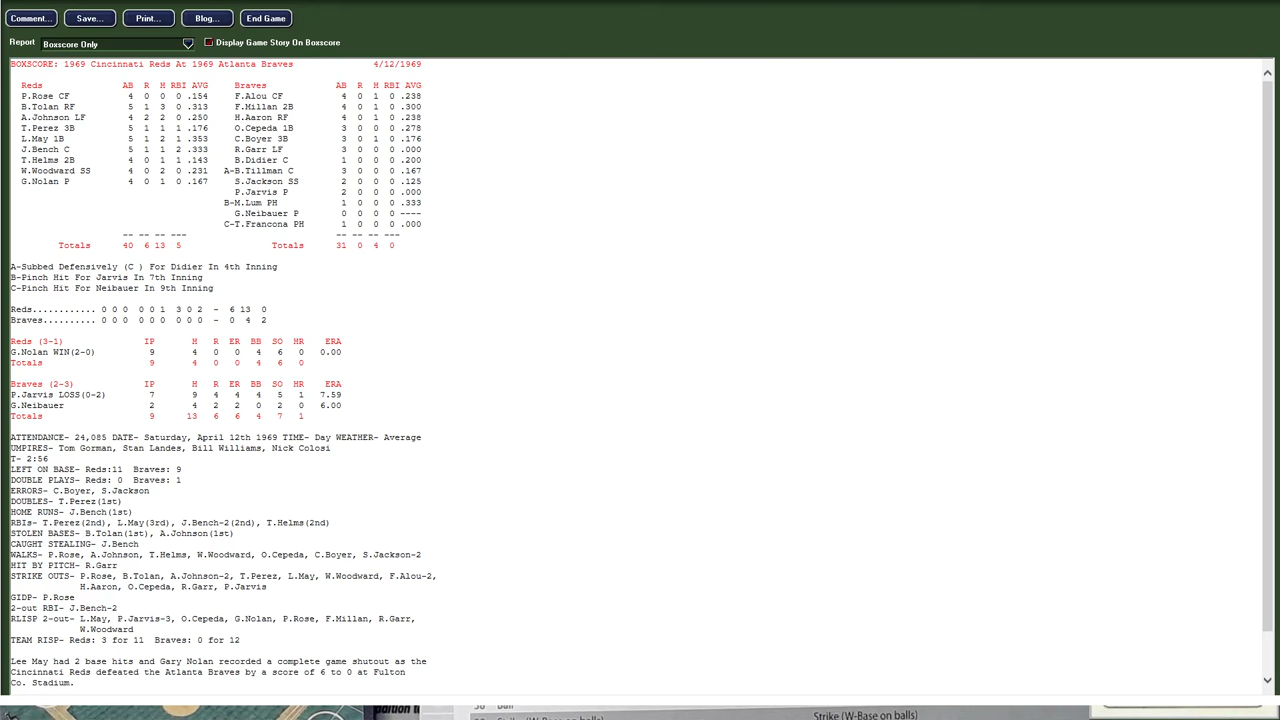 Comment... Save... Print... Blog... End Game
Report Boxscore Only Display Game Story On Boxscore
BOXSCORE: 1969 Cincinnati Reds At 1969 Atlanta Braves 4/12/1969
Reds AB R H RBI AVG Braves AB R H RBI AVG
P.Rose CF 4 0 0 0 .154 F.Alou CF 4 0 1 0 .238
B.Tolan RF 5 1 3 0 .313 F.Millan 2B 4 0 1 0 .300
A.Johnson LF 4 2 2 0 .250 H.Aaron RF 4 0 1 0 .238
T.Perez 3B 5 1 1 1 .176 O.Cepeda 1B 3 0 0 0 .278
L.May 1B 5 1 2 1 .353 C.Boyer 3B 3 0 1 0 .176
J.Bench C 5 1 1 2 .333 R.Garr LF 3 0 0 0 .000
T.Helms 2B 4 0 1 1 .143 B.Didier C 1 0 0 0 .200
W.Woodward SS 4 0 2 0 .231 A-B.Tillman C 3 0 0 0 .167
G.Nolan P 4 0 1 0 .167 S.Jackson SS 2 0 0 0 .125
P.Jarvis P 2 0 0 0 .000
B-M.Lum PH 1 0 0 0 .333
G.Neibauer P 0 0 0 0 ----
C-T.Francona PH 1 0 0 0 .000
-- -- -- --- -- -- -- ---
Totals 40 6 13 5 Totals 31 0 4 0
A-Subbed Defensively (C ) For Didier In 4th Inning
B-Pinch Hit For Jarvis In 7th Inning
C-Pinch Hit For Neibauer In 9th Inning
Reds............ 0 0 0 0 0 1 3 0 2 - 6 13 0
Braves.......... 0 0 0 0 0 0 0 0 0 - 0 4 2
Reds (3-1) IP H R ER BB SO HR ERA
G.Nolan WIN(2-0) 9 4 0 0 4 6 0 0.00
Totals 9 4 0 0 4 6 0
Braves (2-3) IP H R ER BB SO HR ERA
P.Jarvis LOSS(0-2) 7 9 4 4 4 5 1 7.59
G.Neibauer 2 4 2 2 0 2 0 6.00
Totals 9 13 6 6 4 7 1
ATTENDANCE- 24,085 DATE- Saturday, April 12th 1969 TIME- Day WEATHER- Average
UMPIRES- Tom Gorman, Stan Landes, Bill Williams, Nick Colosi
T- 2:56
LEFT ON BASE- Reds:11 Braves: 9
DOUBLE PLAYS- Reds: 0 Braves: 1
ERRORS- C.Boyer, S.Jackson
DOUBLES- T.Perez(1st)
HOME RUNS- J.Bench(1st)
RBIs- T.Perez(2nd), L.May(3rd), J.Bench-2(2nd), T.Helms(2nd)
STOLEN BASES- B.Tolan(1st), A.Johnson(1st)
CAUGHT STEALING- J.Bench
WALKS- P.Rose, A.Johnson, T.Helms, W.Woodward, O.Cepeda, C.Boyer, S.Jackson-2
HIT BY PITCH- R.Garr
STRIKE OUTS- P.Rose, B.Tolan, A.Johnson-2, T.Perez, L.May, W.Woodward, F.Alou-2,
H.Aaron, O.Cepeda, R.Garr, P.Jarvis
GIDP- P.Rose
2-out RBI- J.Bench-2
RLISP 2-out- L.May, P.Jarvis-3, O.Cepeda, G.Nolan, P.Rose, F.Millan, R.Garr,
W.Woodward
TEAM RISP- Reds: 3 for 11 Braves: 0 for 12
Lee May had 2 base hits and Gary Nolan recorded a complete game shutout as the
Cincinnati Reds defeated the Atlanta Braves by a score of 6 to 0 at Fulton
Co. Stadium.
Ball
Strike (W-Base on balls)